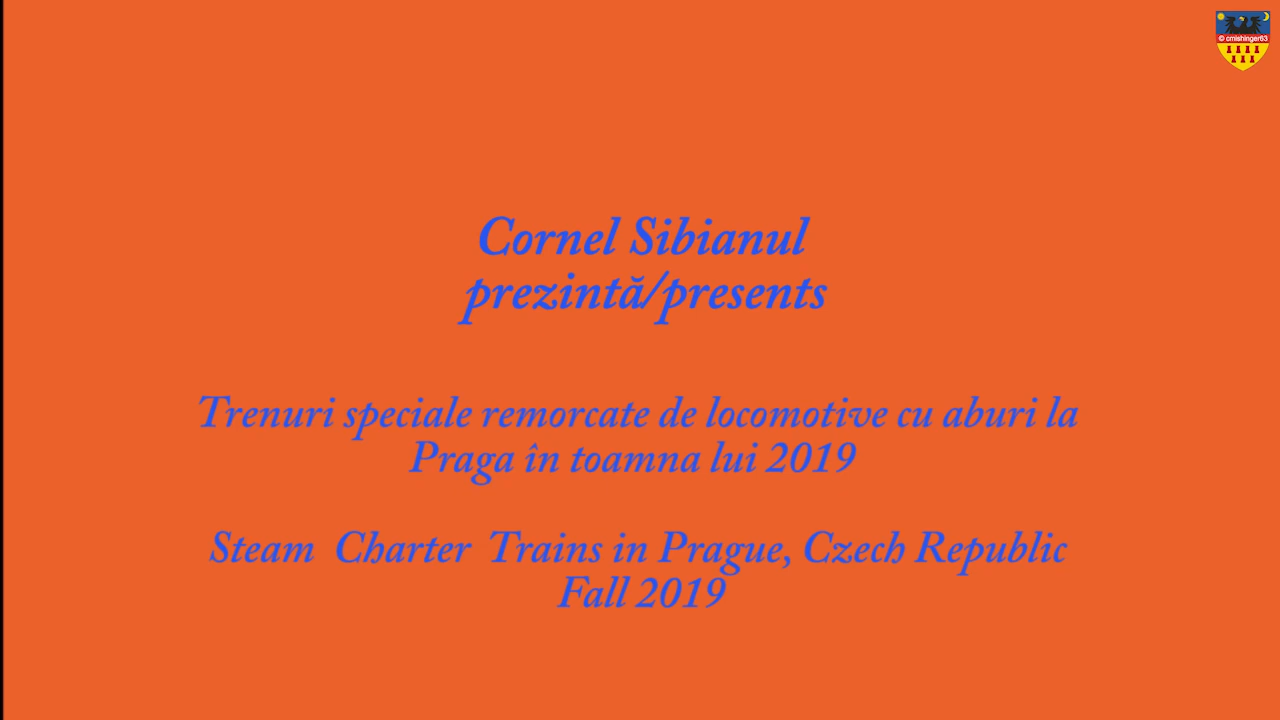 © cmishinger83
Cornel Sibianul
prezintă/presents
Trenuri speciale remorcate de locomotive cu aburi la
Praga în toamna lui 2019
Steam Charter Trains in Prague, Czech Republic
Fall 2019